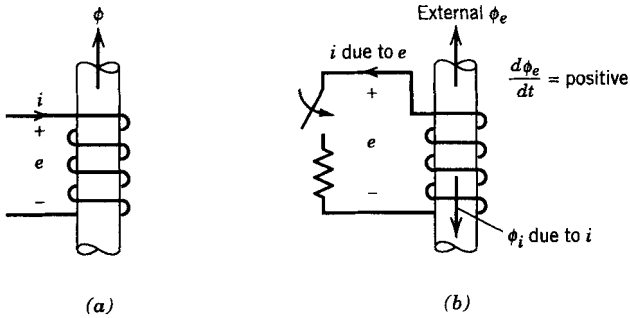 ϕ
i
+
e
−
(a)
External ϕₑ
i due to e
dϕₑ/dt = positive
+
e
−
ϕᵢ due to i
(b)